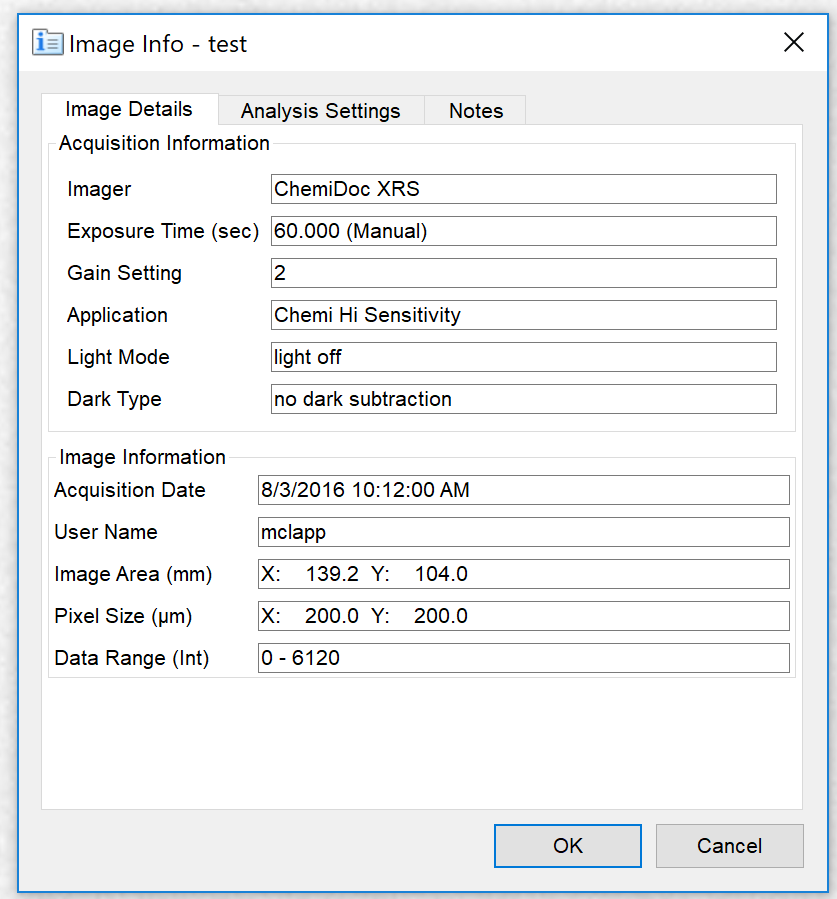 Image Info - test
Image Details Analysis Settings Notes
Acquisition Information
Imager ChemiDoc XRS
Exposure Time (sec) 60.000 (Manual)
Gain Setting 2
Application Chemi Hi Sensitivity
Light Mode light off
Dark Type no dark subtraction
Image Information
Acquisition Date 8/3/2016 10:12:00 AM
User Name mclapp
Image Area (mm) X: 139.2 Y: 104.0
Pixel Size (µm) X: 200.0 Y: 200.0
Data Range (Int) 0 - 6120
OK Cancel